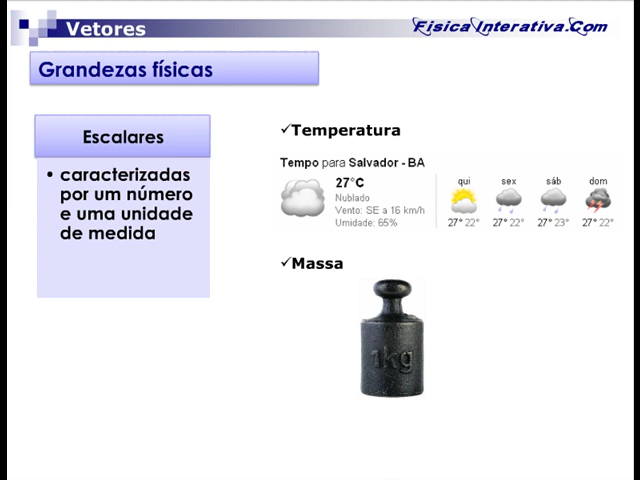 Vetores
Física Interativa.Com
Grandezas físicas
Escalares
• caracterizadas
por um número
e uma unidade
de medida
✓Temperatura
Tempo para Salvador - BA
27°C
Nublado
Vento: SE a 16 km/h
Umidade: 65%
qui sex sáb dom
27° 22° 27° 22° 27° 23° 27° 22°
✓Massa
1kg